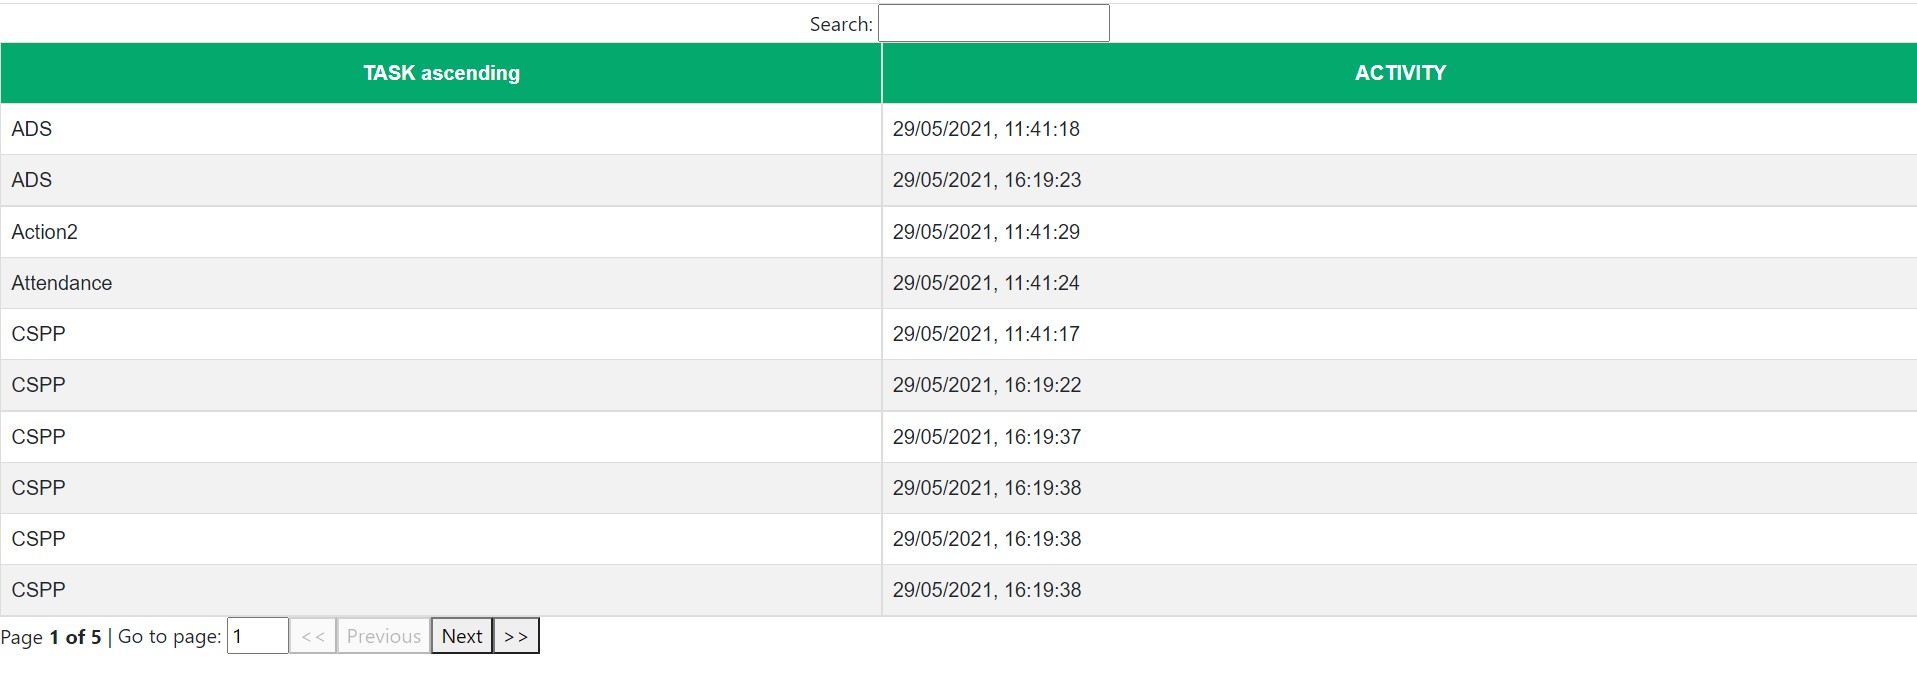 Search:
TASK ascending ACTIVITY
ADS 29/05/2021, 11:41:18
ADS 29/05/2021, 16:19:23
Action2 29/05/2021, 11:41:29
Attendance 29/05/2021, 11:41:24
CSPP 29/05/2021, 11:41:17
CSPP 29/05/2021, 16:19:22
CSPP 29/05/2021, 16:19:37
CSPP 29/05/2021, 16:19:38
CSPP 29/05/2021, 16:19:38
CSPP 29/05/2021, 16:19:38
Page 1 of 5 | Go to page: 1 << Previous Next >>